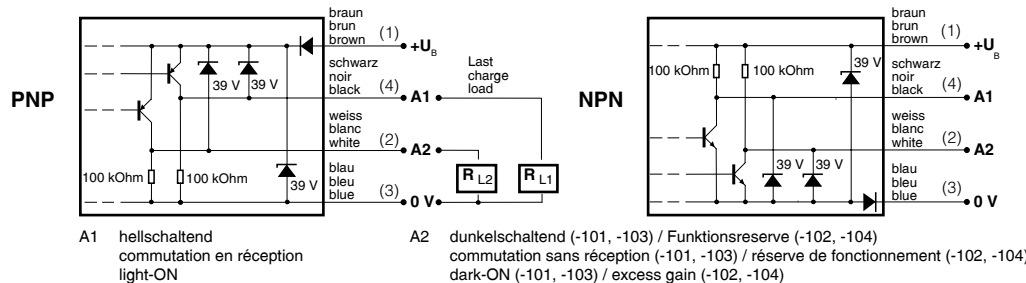 PNP
braun
brun
brown (1) +UB
schwarz
noir
black (4) A1
weiss
blanc
white (2) A2
blau
bleu
blue (3) 0 V
39 V 39 V
100 kOhm 100 kOhm
39 V
Last
charge
load
R L2 R L1
NPN
braun
brun
brown (1) +UB
schwarz
noir
black (4) A1
weiss
blanc
white (2) A2
blau
bleu
blue (3) 0 V
100 kOhm 100 kOhm 39 V
39 V 39 V
A1 hellschaltend
commutation en réception
light-ON
A2 dunkelschaltend (-101, -103) / Funktionsreserve (-102, -104)
commutation sans réception (-101, -103) / réserve de fonctionnement (-102, -104)
dark-ON (-101, -103) / excess gain (-102, -104)